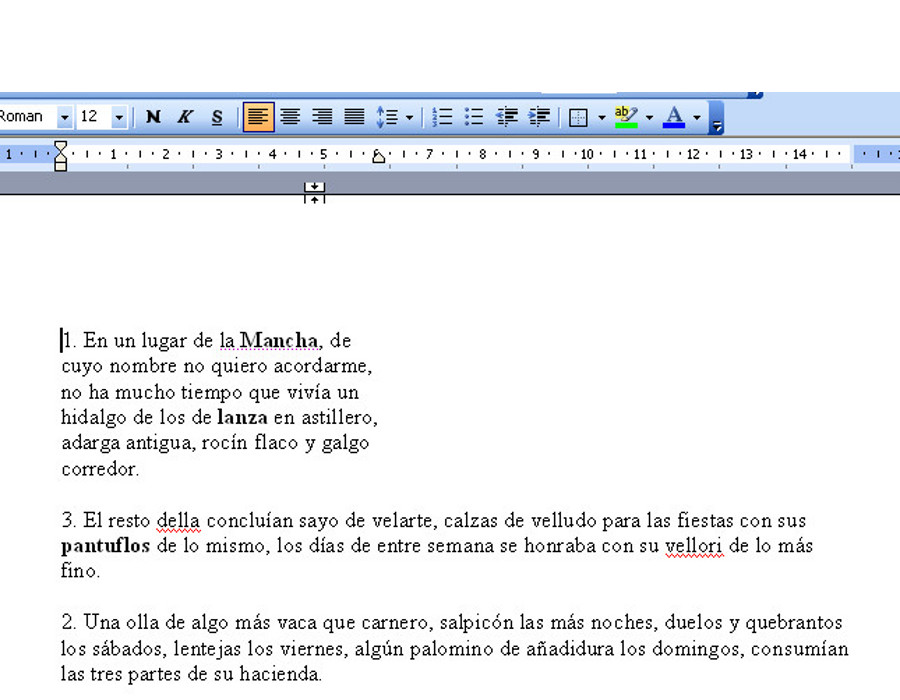 Roman 12 N K S ab A
1 1 2 3 4 5 6 7 8 9 10 11 12 13 14
1. En un lugar de la Mancha, de
cuyo nombre no quiero acordarme,
no ha mucho tiempo que vivía un
hidalgo de los de lanza en astillero,
adarga antigua, rocín flaco y galgo
corredor.
3. El resto della concluían sayo de velarte, calzas de velludo para las fiestas con sus
pantuflos de lo mismo, los días de entre semana se honraba con su vellori de lo más
fino.
2. Una olla de algo más vaca que carnero, salpicón las más noches, duelos y quebrantos
los sábados, lentejas los viernes, algún palomino de añadidura los domingos, consumían
las tres partes de su hacienda.